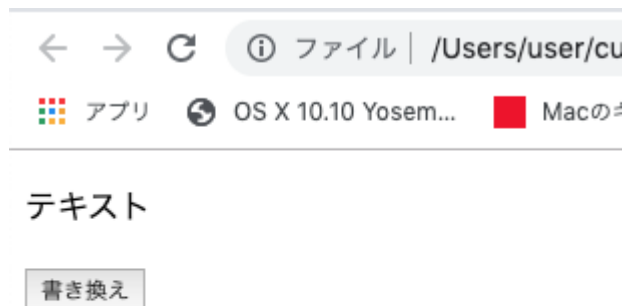 ファイル | /Users/user/cu
アプリ OS X 10.10 Yosem... Macのキ
テキスト
書き換え